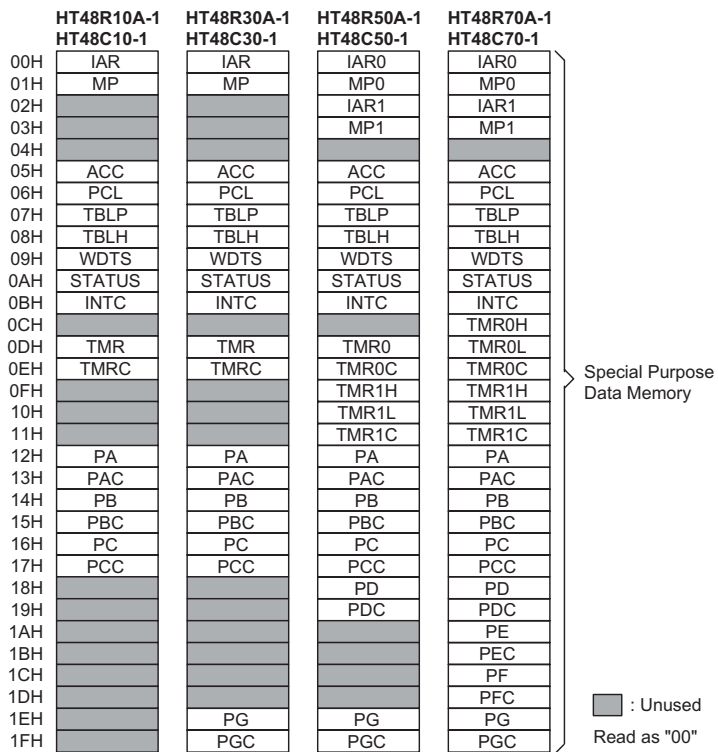 HT48R10A-1 HT48R30A-1 HT48R50A-1 HT48R70A-1
HT48C10-1 HT48C30-1 HT48C50-1 HT48C70-1
00H IAR IAR IAR0 IAR0
01H MP MP MP0 MP0
02H IAR1 IAR1
03H MP1 MP1
04H
05H ACC ACC ACC ACC
06H PCL PCL PCL PCL
07H TBLP TBLP TBLP TBLP
08H TBLH TBLH TBLH TBLH
09H WDTS WDTS WDTS WDTS
0AH STATUS STATUS STATUS STATUS
0BH INTC INTC INTC INTC
0CH TMR0H
0DH TMR TMR TMR0 TMR0L
0EH TMRC TMRC TMR0C TMR0C Special Purpose
0FH TMR1H TMR1H Data Memory
10H TMR1L TMR1L
11H TMR1C TMR1C
12H PA PA PA PA
13H PAC PAC PAC PAC
14H PB PB PB PB
15H PBC PBC PBC PBC
16H PC PC PC PC
17H PCC PCC PCC PCC
18H PD PD
19H PDC PDC
1AH PE
1BH PEC
1CH PF
1DH PFC : Unused
1EH PG PG PG
1FH PGC PGC PGC Read as "00"